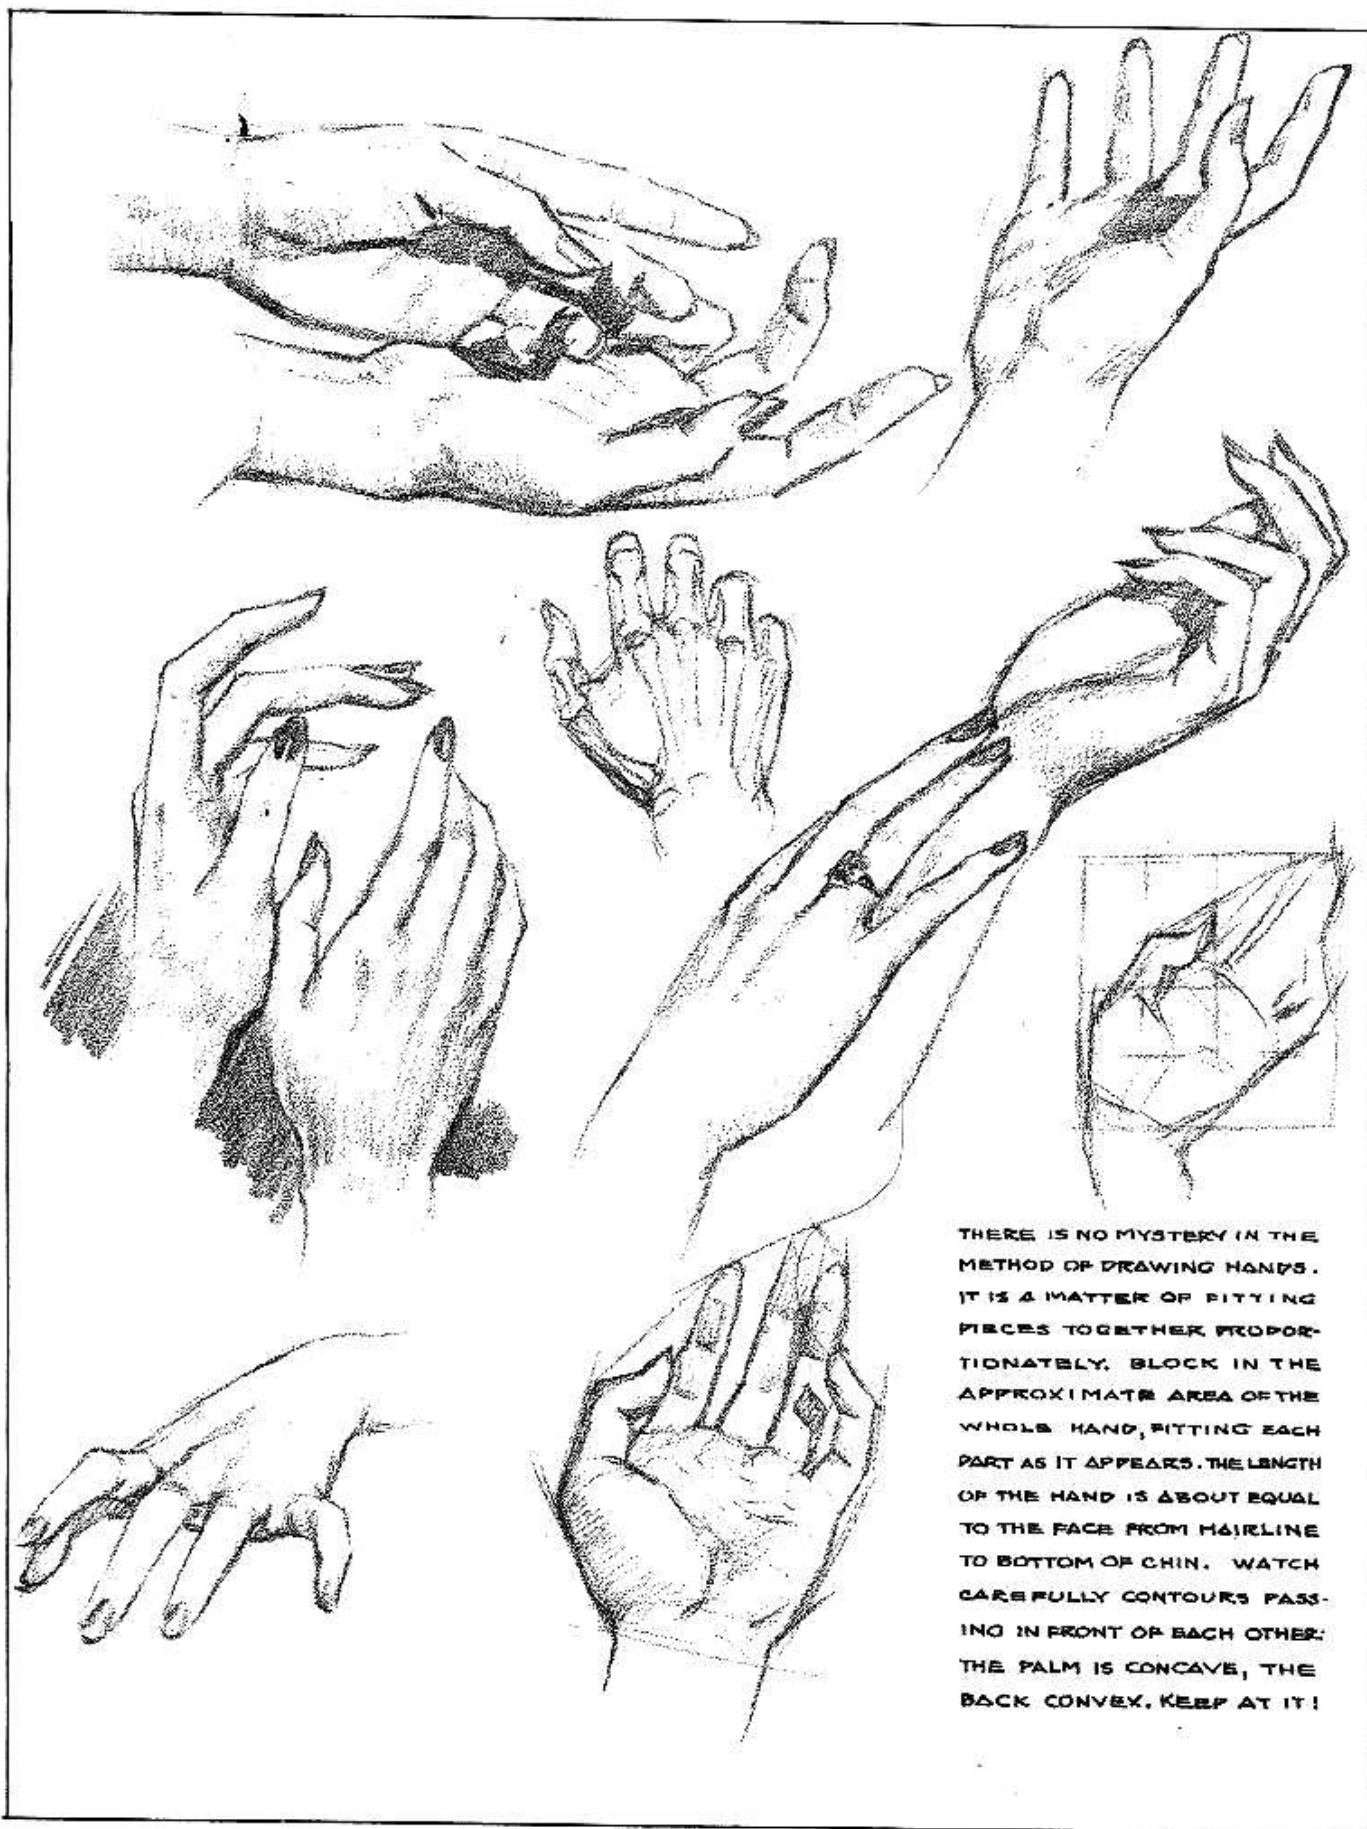 THERE IS NO MYSTERY IN THE
METHOD OF DRAWING HANDS.
IT IS A MATTER OF FITTING
PIECES TOGETHER PROPOR-
TIONATELY. BLOCK IN THE
APPROXIMATE AREA OF THE
WHOLE HAND, FITTING EACH
PART AS IT APPEARS. THE LENGTH
OF THE HAND IS ABOUT EQUAL
TO THE FACE FROM HAIRLINE
TO BOTTOM OF CHIN. WATCH
CAREFULLY CONTOURS PASS-
ING IN FRONT OF EACH OTHER.
THE PALM IS CONCAVE, THE
BACK CONVEX. KEEP AT IT!